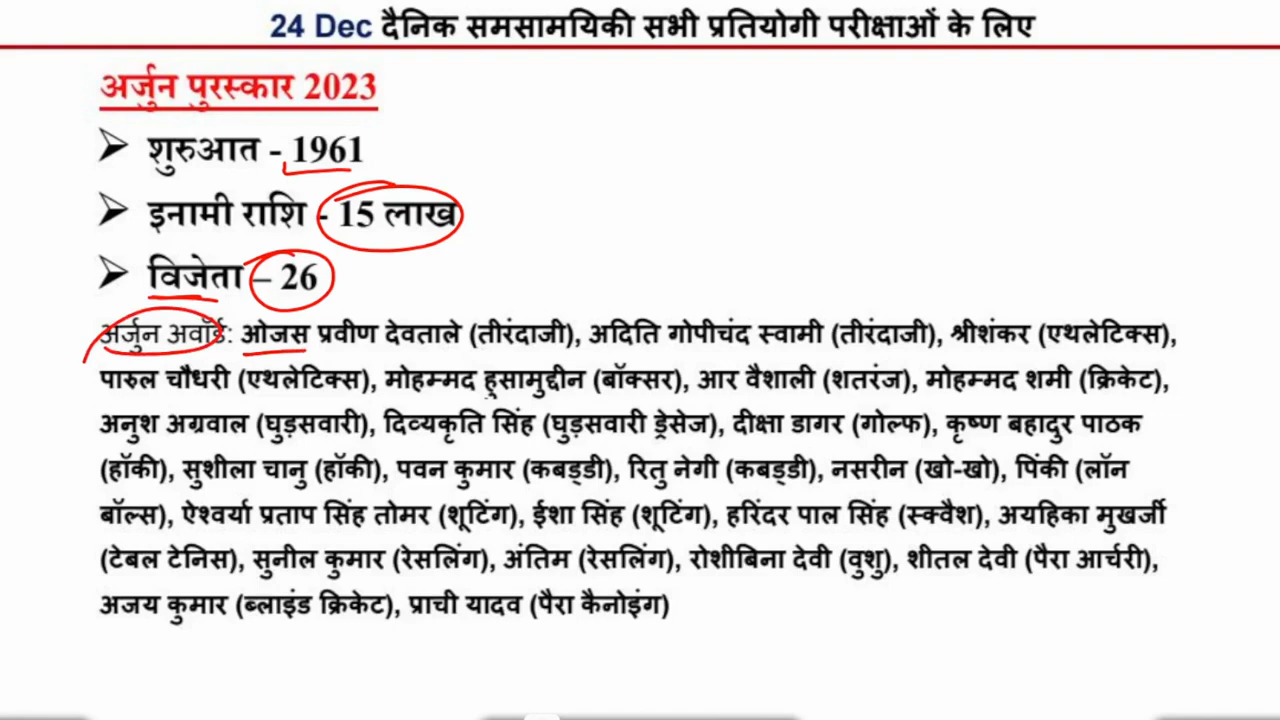 24 Dec दैनिक समसामयिकी सभी प्रतियोगी परीक्षाओं के लिए
अर्जुन पुरस्कार 2023
➤ शुरुआत - 1961
➤ इनामी राशि - 15 लाख
➤ विजेता – 26
अर्जुन अवॉर्ड: ओजस प्रवीण देवताले (तीरंदाजी), अदिति गोपीचंद स्वामी (तीरंदाजी), श्रीशंकर (एथलेटिक्स),
पारुल चौधरी (एथलेटिक्स), मोहम्मद हुसामुद्दीन (बॉक्सर), आर वैशाली (शतरंज), मोहम्मद शमी (क्रिकेट),
अनुश अग्रवाल (घुड़सवारी), दिव्यकृति सिंह (घुड़सवारी ड्रेसेज), दीक्षा डागर (गोल्फ), कृष्ण बहादुर पाठक
(हॉकी), सुशीला चानु (हॉकी), पवन कुमार (कबड्डी), रितु नेगी (कबड्डी), नसरीन (खो-खो), पिंकी (लॉन
बॉल्स), ऐश्वर्या प्रताप सिंह तोमर (शूटिंग), ईशा सिंह (शूटिंग), हरिंदर पाल सिंह (स्क्वैश), अयहिका मुखर्जी
(टेबल टेनिस), सुनील कुमार (रेसलिंग), अंतिम (रेसलिंग), रोशीबिना देवी (वुशु), शीतल देवी (पैरा आर्चरी),
अजय कुमार (ब्लाइंड क्रिकेट), प्राची यादव (पैरा कैनोइंग)